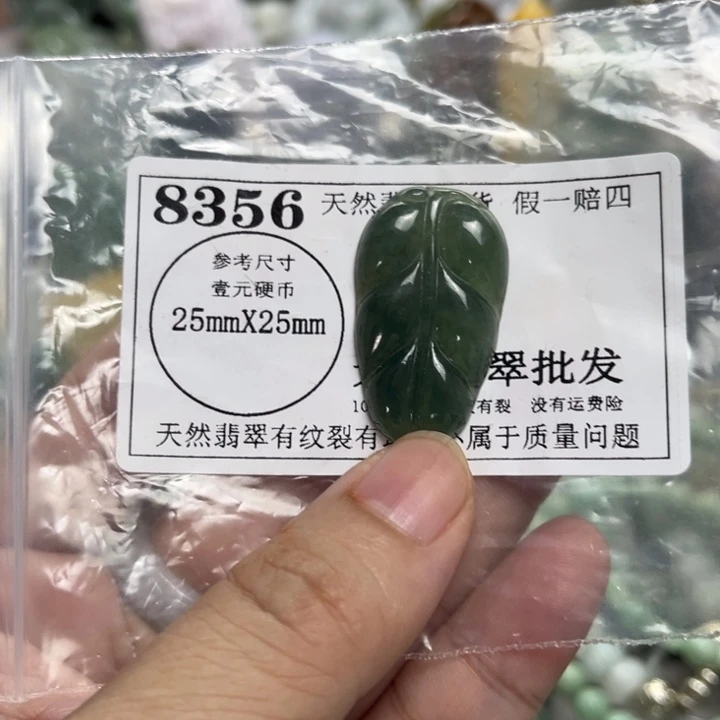 8356 天然翡 货 假一赔四
参考尺寸
壹元硬币
25mmX25mm
翠批发
10 有裂 没有运费险
天然翡翠有纹裂有 属于质量问题